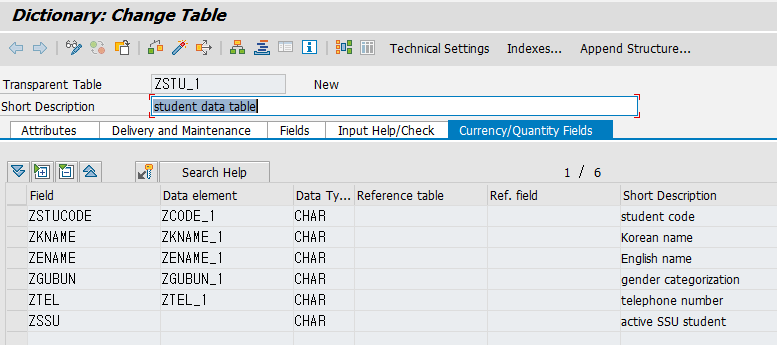 Dictionary: Change Table
Technical Settings Indexes... Append Structure...
Transparent Table ZSTU_1 New
Short Description student data table
Attributes Delivery and Maintenance Fields Input Help/Check Currency/Quantity Fields
Search Help 1 / 6
Field Data element Data Ty... Reference table Ref. field Short Description
ZSTUCODE ZCODE_1 CHAR student code
ZKNAME ZKNAME_1 CHAR Korean name
ZENAME ZENAME_1 CHAR English name
ZGUBUN ZGUBUN_1 CHAR gender categorization
ZTEL ZTEL_1 CHAR telephone number
ZSSU CHAR active SSU student